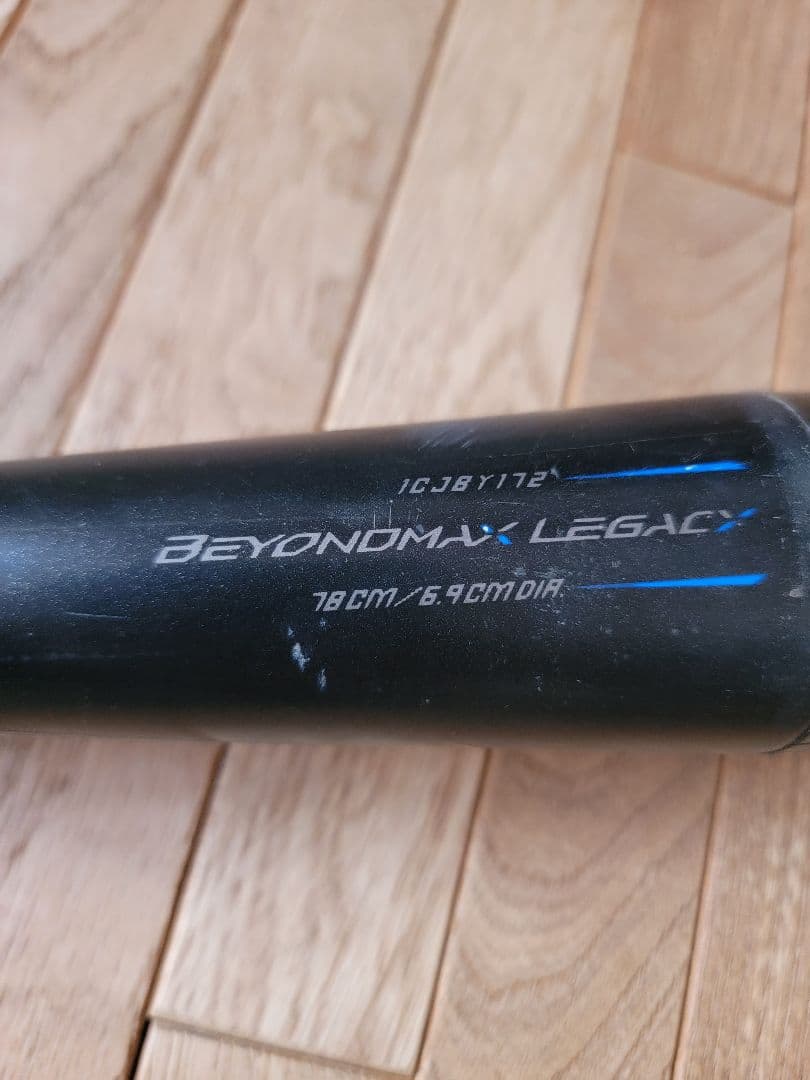 1CJBY172
BEYONDMAX LEGACY
78CM/6.9CM DIA.